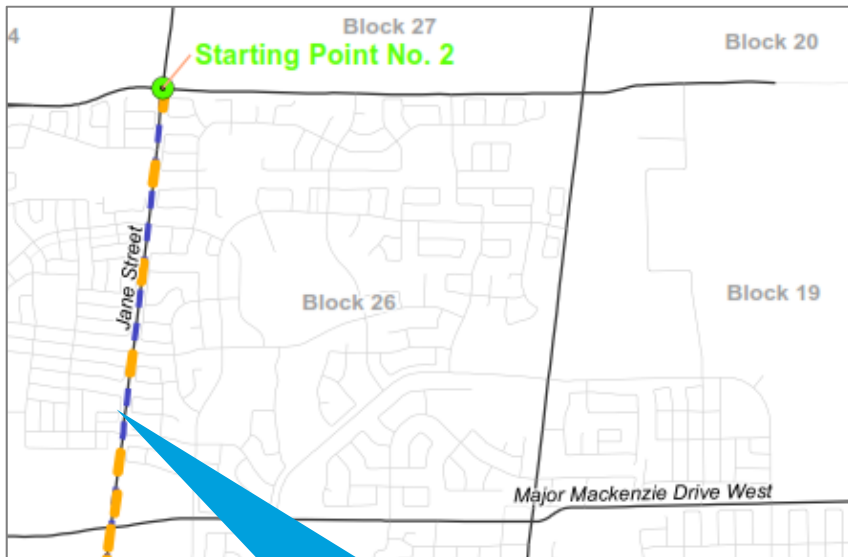 Block 27
4
Block 20
Starting Point No. 2
Jane Street
Block 26
Block 19
Major Mackenzie Drive West